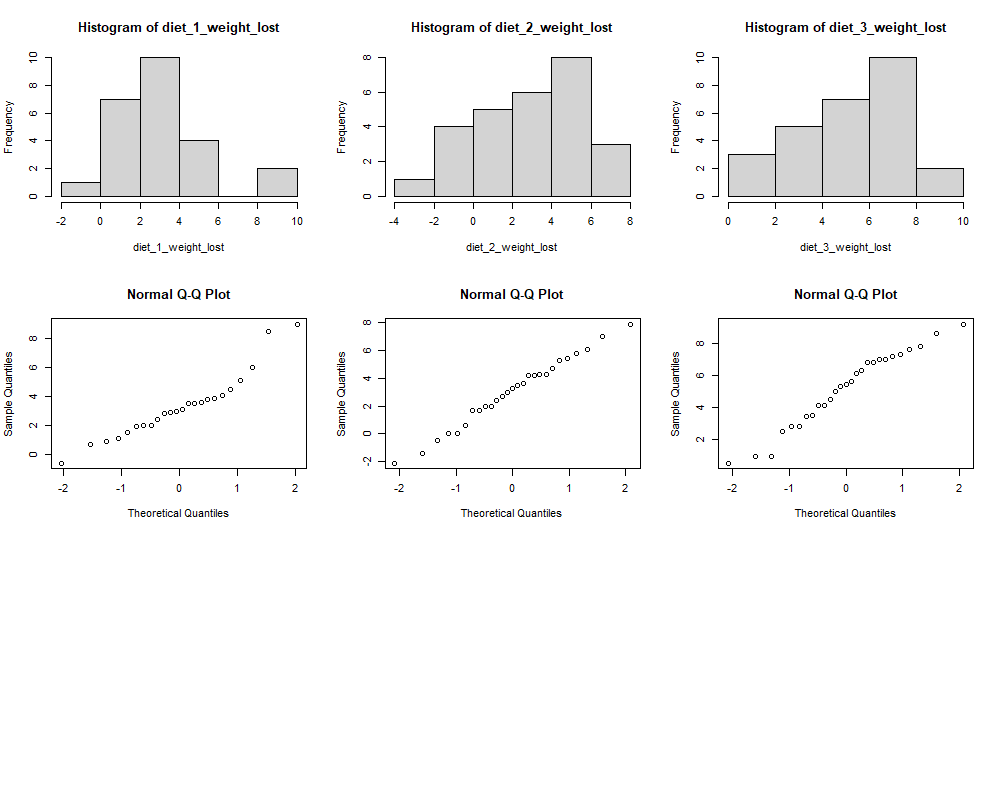 Histogram of diet_1_weight_lost
Frequency
0 2 4 6 8 10
-2 0 2 4 6 8 10
diet_1_weight_lost
Histogram of diet_2_weight_lost
Frequency
0 2 4 6 8
-4 -2 0 2 4 6 8
diet_2_weight_lost
Histogram of diet_3_weight_lost
Frequency
0 2 4 6 8 10
0 2 4 6 8 10
diet_3_weight_lost
Normal Q-Q Plot
Sample Quantiles
0 2 4 6 8
-2 -1 0 1 2
Theoretical Quantiles
Normal Q-Q Plot
Sample Quantiles
-2 0 2 4 6 8
-2 -1 0 1 2
Theoretical Quantiles
Normal Q-Q Plot
Sample Quantiles
2 4 6 8
-2 -1 0 1 2
Theoretical Quantiles